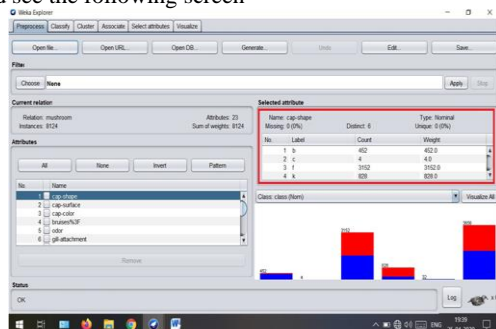 d see the following screen
Weka Explorer
Preprocess Classify Cluster Associate Select attributes Visualize
Open file... Open URL... Open DB... Generate... Undo Edit... Save...
Filter
Choose None Apply Stop
Current relation
Relation: mushroom Attributes: 23
Instances: 8124 Sum of weights: 8124
Attributes
All None Invert Pattern
No. Name
1 cap-shape
2 cap-surface
3 cap-color
4 bruises%3F
5 odor
6 gill-attachment
Remove
Selected attribute
Name: cap-shape Type: Nominal
Missing: 0 (0%) Distinct: 6 Unique: 0 (0%)
No. Label Count Weight
1 b 452 452.0
2 c 4 4.0
3 f 3152 3152.0
4 k 828 828.0
Class: class (Nom) Visualize All
452 4 3152 828 32 3656
Status
OK Log
ENG 19:39